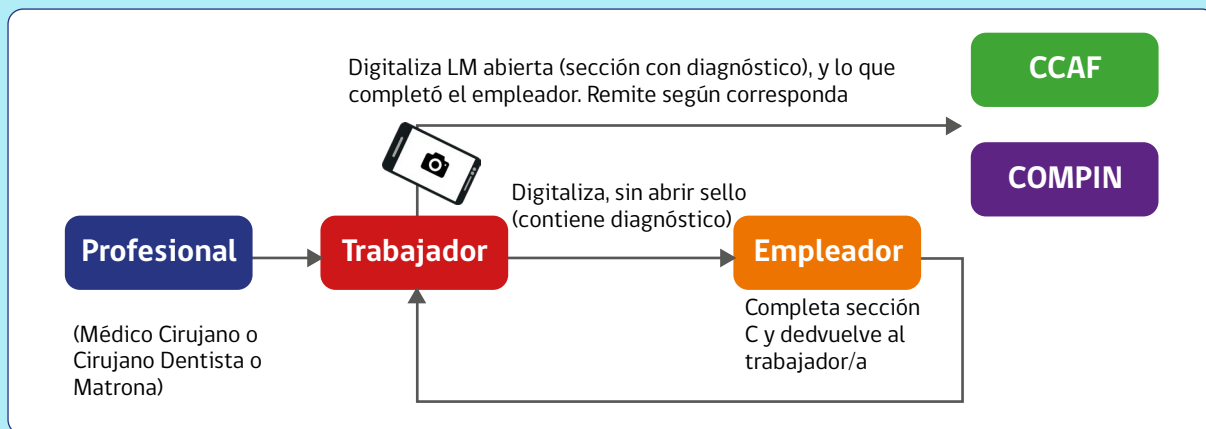 Digitaliza LM abierta (sección con diagnóstico), y lo que
completó el empleador. Remite según corresponda
CCAF
COMPIN
Digitaliza, sin abrir sello
(contiene diagnóstico)
Profesional
Trabajador
Empleador
(Médico Cirujano o
Cirujano Dentista o
Matrona)
Completa sección
C y dedvuelve al
trabajador/a